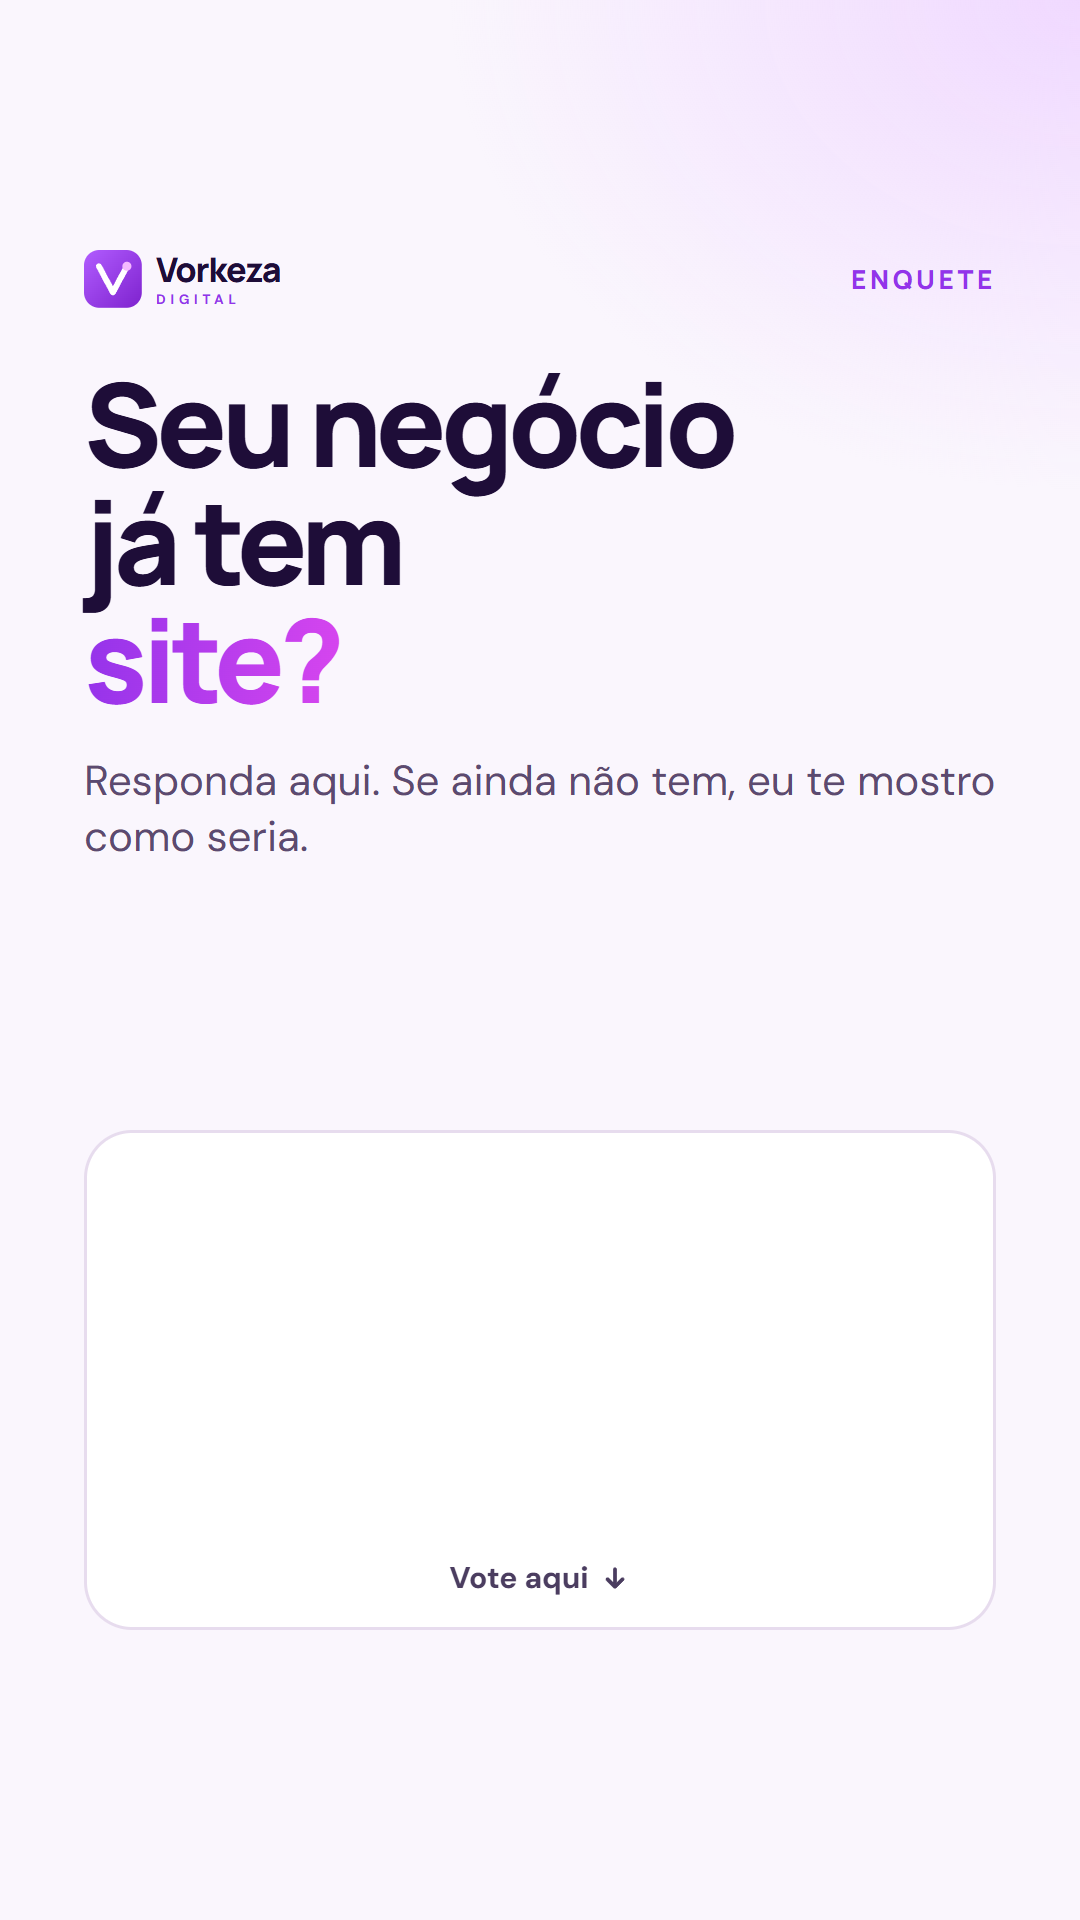 Vorkeza
DIGITAL
ENQUETE
Seu negócio
já tem
site?
Responda aqui. Se ainda não tem, eu te mostro
como seria.
Vote aqui ↓